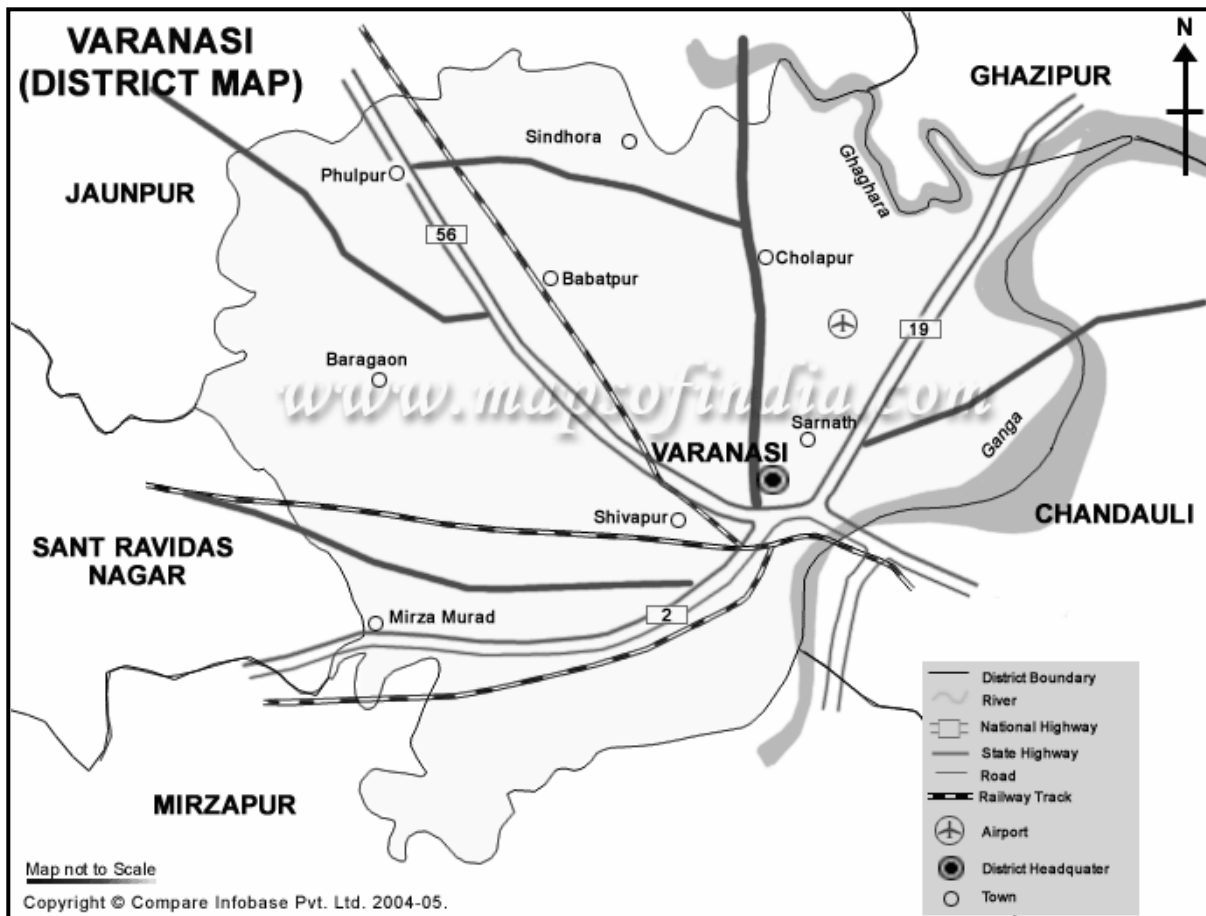 VARANASI
(DISTRICT MAP)
N
GHAZIPUR
Sindhora
Ghaghara
Phulpur
JAUNPUR
56
Cholapur
Babatpur
19
Baragaon
www.mapsofindia.com
Sarnath
Ganga
VARANASI
CHANDAULI
Shivapur
SANT RAVIDAS
NAGAR
Mirza Murad
2
District Boundary
River
National Highway
State Highway
Road
Railway Track
Airport
District Headquater
Town
MIRZAPUR
Map not to Scale
Copyright © Compare Infobase Pvt. Ltd. 2004-05.